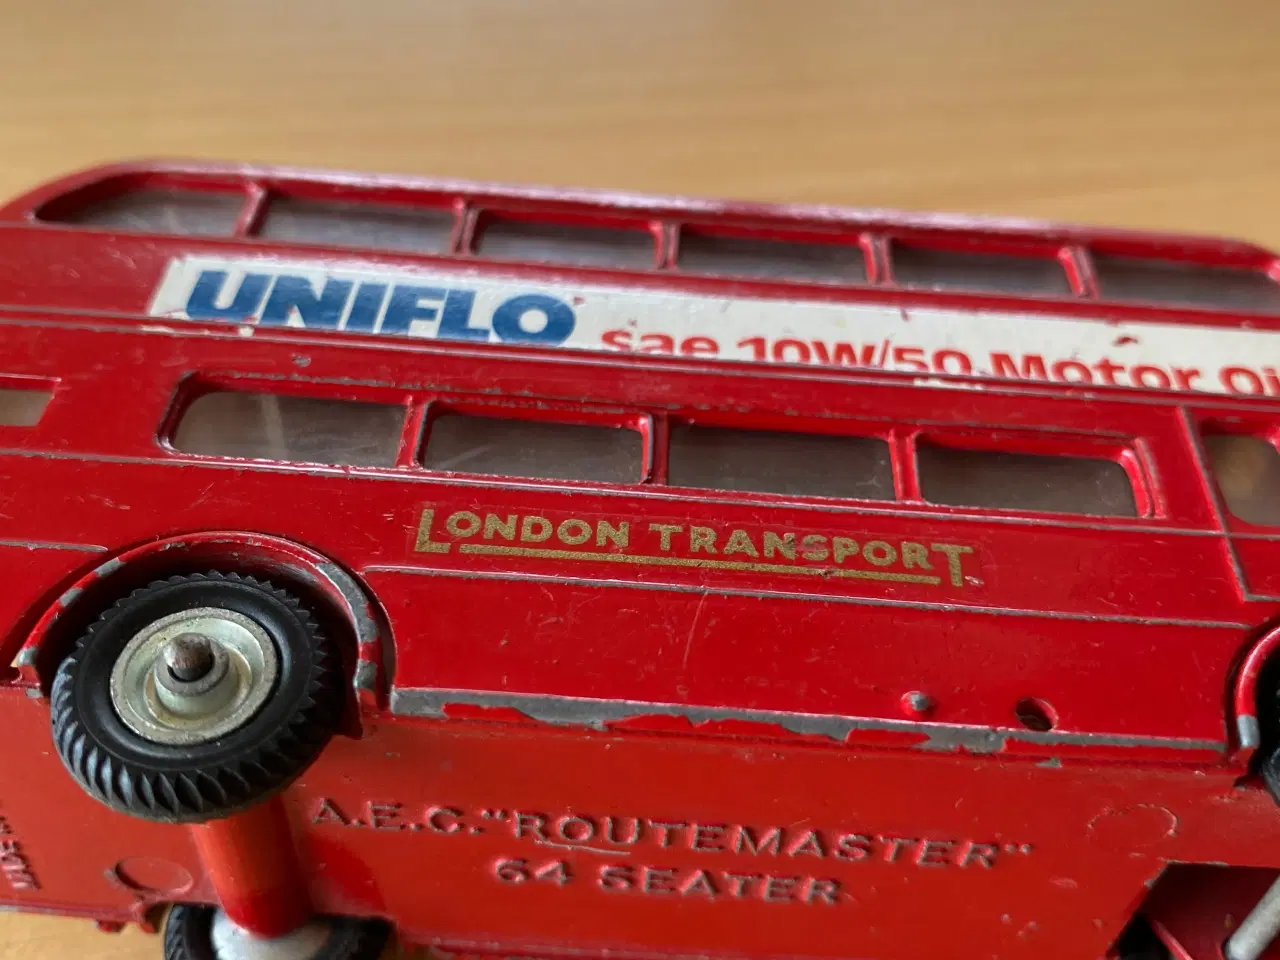 UNIFLO sae 10W/50 Motor Oi
LONDON TRANSPORT
A.E.C. "ROUTEMASTER"
64 SEATER